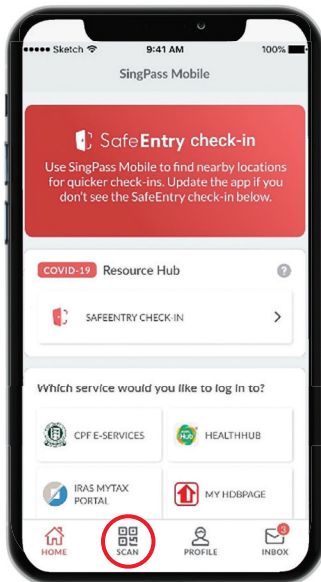 Sketch 9:41 AM 100%
SingPass Mobile
SafeEntry check-in
Use SingPass Mobile to find nearby locations
for quicker check-ins. Update the app if you
don't see the SafeEntry check-in below.
COVID-19 Resource Hub ?
SAFEENTRY CHECK-IN
Which service would you like to log in to?
CPF E-SERVICES HEALTHHUB
IRAS MYTAX
PORTAL
MY HDBPAGE
3
HOME SCAN PROFILE INBOX